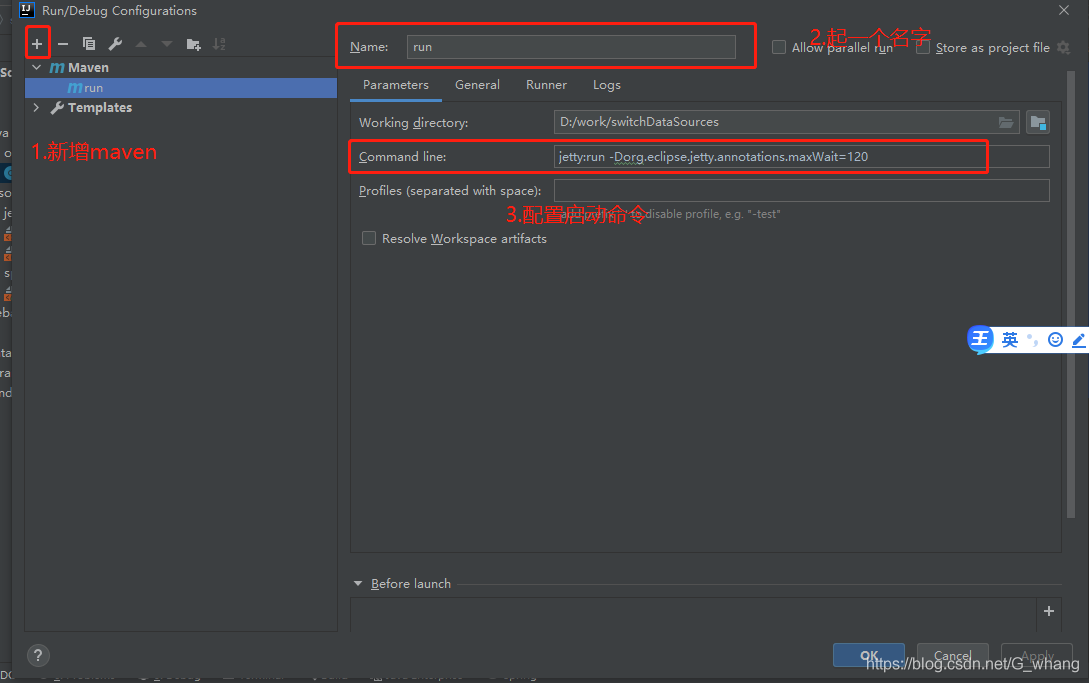 Run/Debug Configurations
Name: run
Allow parallel run
Store as project file
2.起一个名字
Maven
run
Templates
1.新增maven
Parameters General Runner Logs
Working directory: D:/work/switchDataSources
Command line: jetty:run -Dorg.eclipse.jetty.annotations.maxWait=120
Profiles (separated with space):
3.配置启动命令
to disable profile, e.g. "-test"
Resolve Workspace artifacts
王 英
Before launch
? OK Cancel Apply
https://blog.csdn.net/G_whang